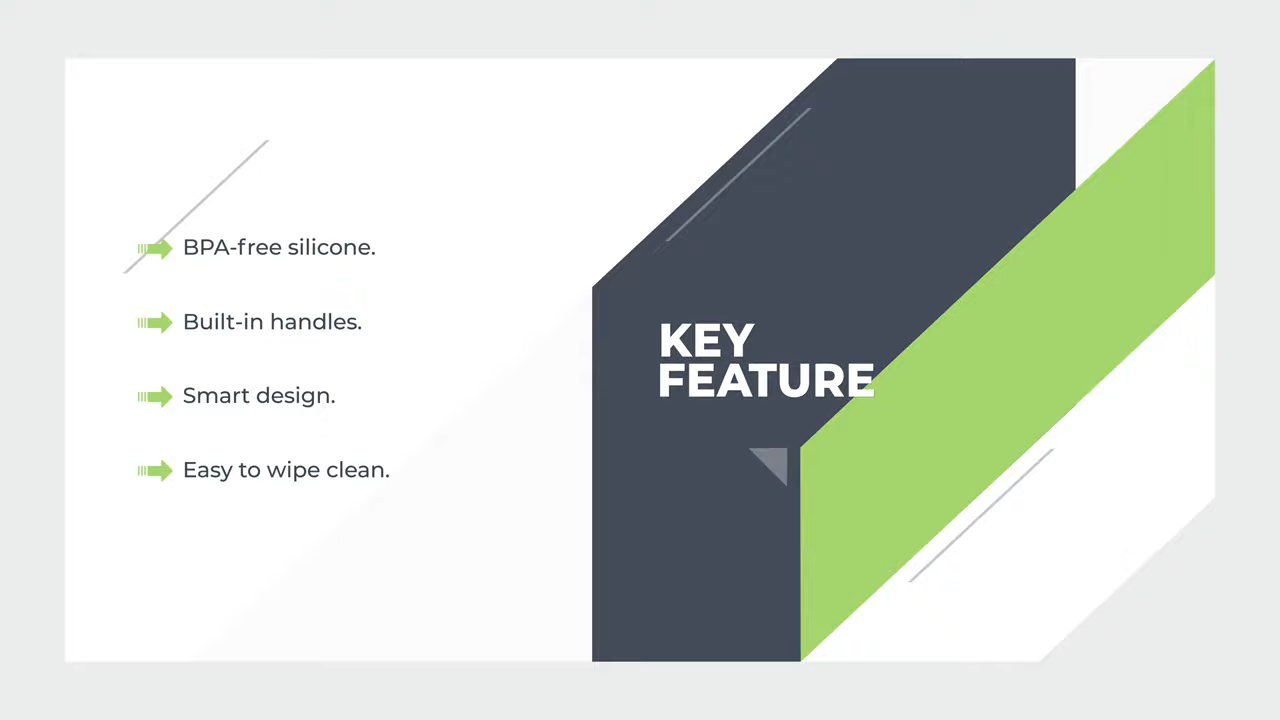 BPA-free silicone.
Built-in handles.
Smart design.
Easy to wipe clean.
KEY
FEATURE